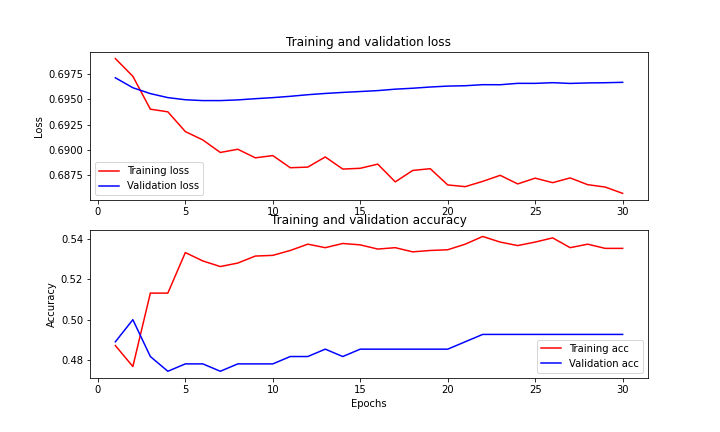 Training and validation loss
Loss
0.6975
0.6950
0.6925
0.6900
0.6875
Training loss
Validation loss
0 5 10 15 20 25 30
Training and validation accuracy
Accuracy
0.54
0.52
0.50
0.48
Training acc
Validation acc
0 5 10 15 20 25 30
Epochs